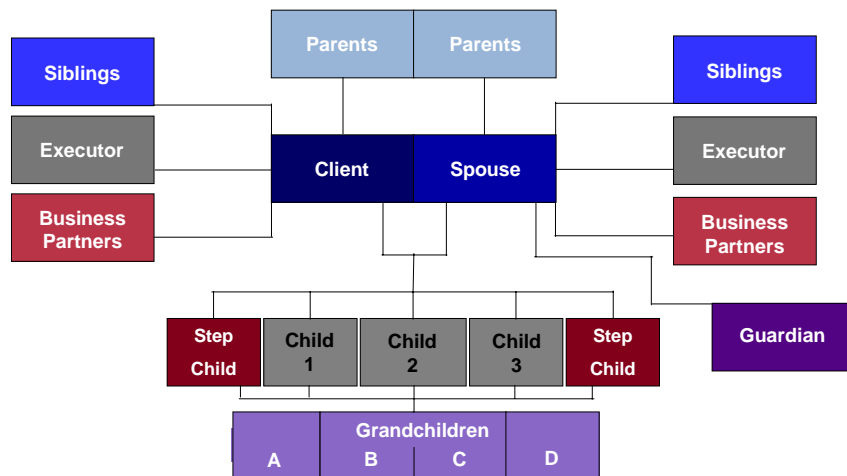 Parents
Parents
Siblings
Siblings
Executor
Executor
Client
Spouse
Business
Partners
Business
Partners
Step
Child
Child
1
Child
2
Child
3
Step
Child
Guardian
Grandchildren
A
B
C
D